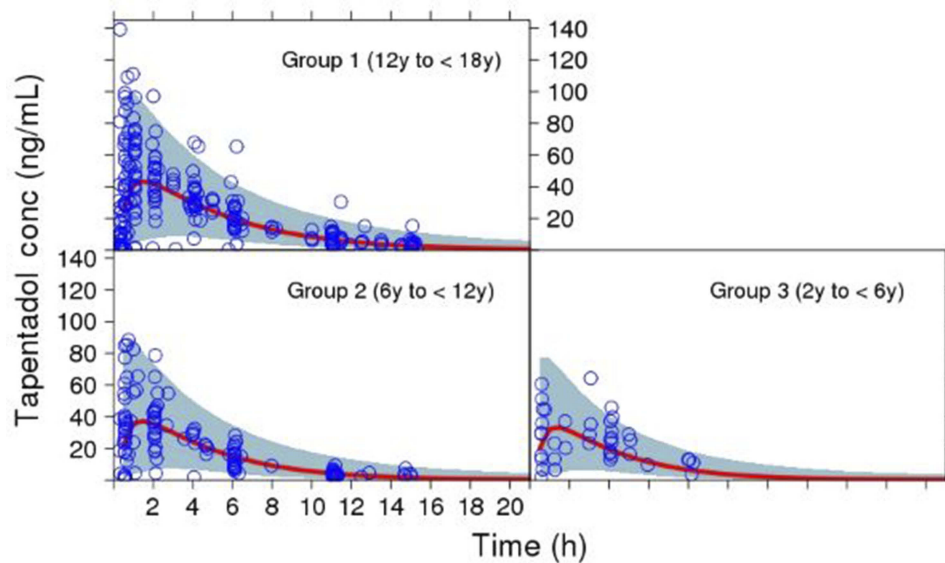 Tapentadol conc (ng/mL)
Group 1 (12y to < 18y)
140
120
100
80
60
40
20
140
120
100
80
60
40
20
Group 2 (6y to < 12y)
Group 3 (2y to < 6y)
2 4 6 8 10 12 14 16 18 20
Time (h)